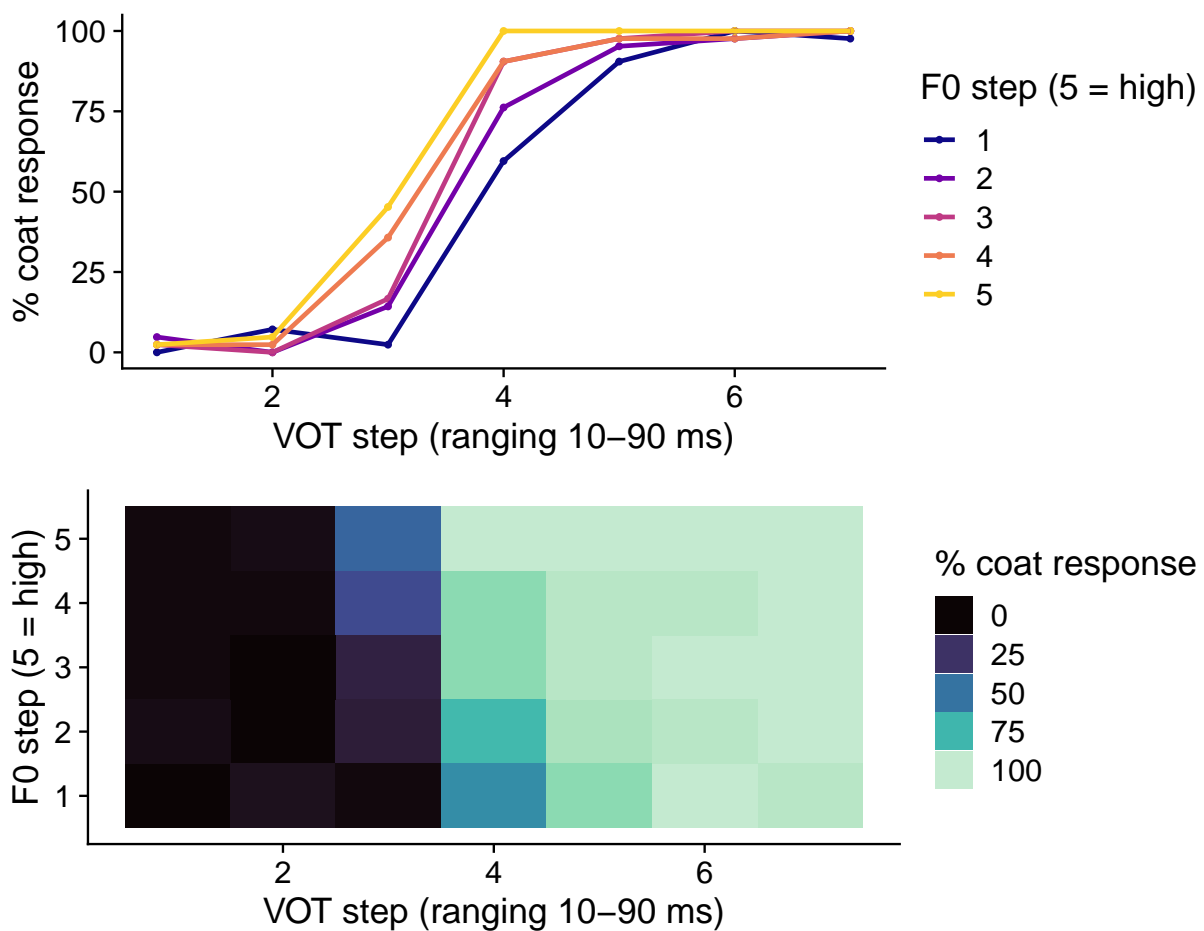 % coat response
100
75
50
25
0
2 4 6
VOT step (ranging 10–90 ms)
F0 step (5 = high)
1
2
3
4
5
F0 step (5 = high)
5
4
3
2
1
2 4 6
VOT step (ranging 10–90 ms)
% coat response
0
25
50
75
100